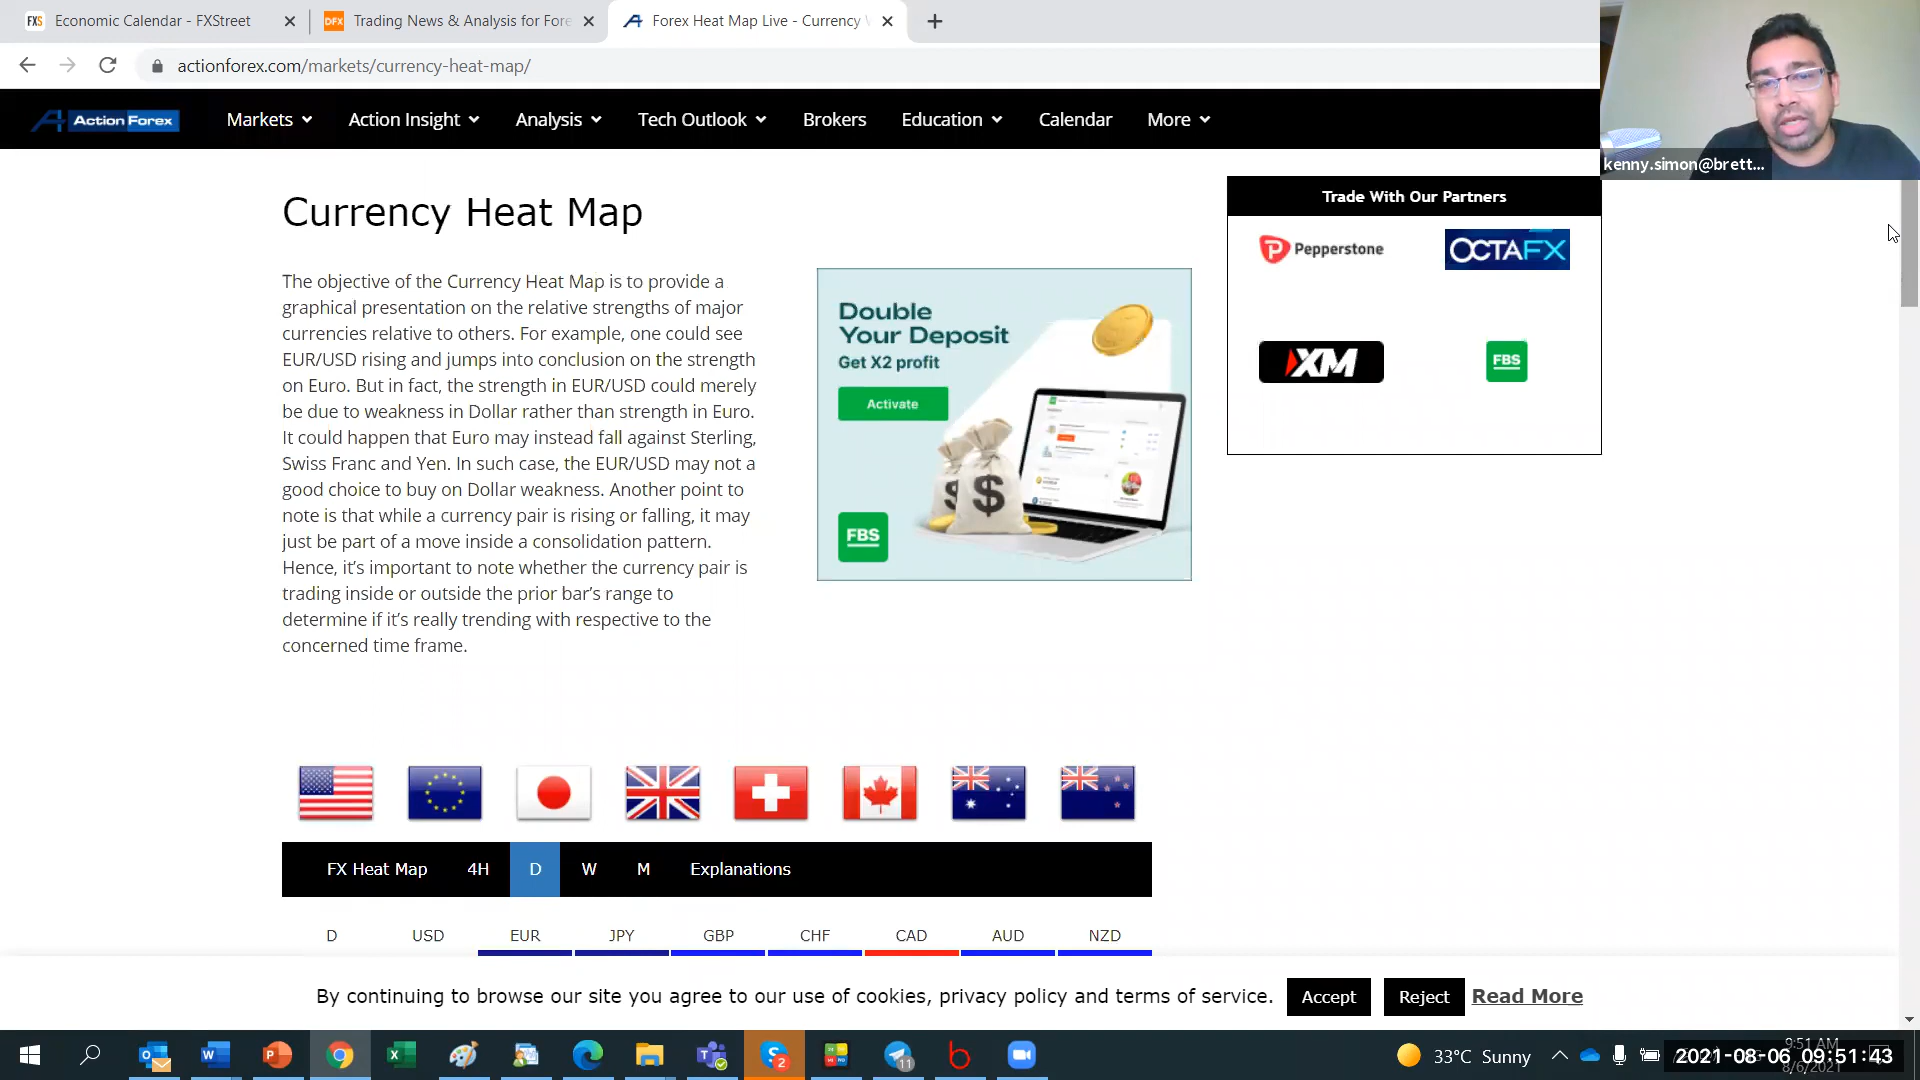 Economic Calendar - FXStreet
Trading News & Analysis for Fore
Forex Heat Map Live - Currency
actionforex.com/markets/currency-heat-map/
Action Forex
Markets
Action Insight
Analysis
Tech Outlook
Brokers
Education
Calendar
More
kenny.simon@brett...
Currency Heat Map
Trade With Our Partners
Pepperstone
OCTAFX
XM
FBS
The objective of the Currency Heat Map is to provide a
graphical presentation on the relative strengths of major
currencies relative to others. For example, one could see
EUR/USD rising and jumps into conclusion on the strength
on Euro. But in fact, the strength in EUR/USD could merely
be due to weakness in Dollar rather than strength in Euro.
It could happen that Euro may instead fall against Sterling,
Swiss Franc and Yen. In such case, the EUR/USD may not a
good choice to buy on Dollar weakness. Another point to
note is that while a currency pair is rising or falling, it may
just be part of a move inside a consolidation pattern.
Hence, it's important to note whether the currency pair is
trading inside or outside the prior bar's range to
determine if it's really trending with respective to the
concerned time frame.
Double
Your Deposit
Get X2 profit
Activate
$
FBS
FX Heat Map 4H D W M Explanations
D USD EUR JPY GBP CHF CAD AUD NZD
By continuing to browse our site you agree to our use of cookies, privacy policy and terms of service. Accept Reject Read More
33°C Sunny
9:51 AM
8/6/2021
2021-08-06 09:51:43